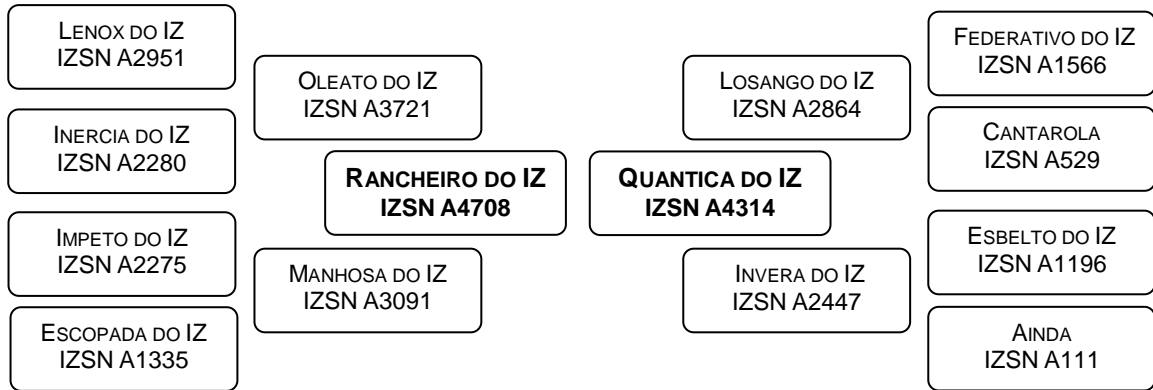 LENOX DO IZ
IZSN A2951
OLEATO DO IZ
IZSN A3721
INERCIA DO IZ
IZSN A2280
RANCHEIRO DO IZ
IZSN A4708
IMPETO DO IZ
IZSN A2275
MANHOSA DO IZ
IZSN A3091
ESCOPADA DO IZ
IZSN A1335
FEDERATIVO DO IZ
IZSN A1566
LOSANGO DO IZ
IZSN A2864
CANTAROLA
IZSN A529
QUANTICA DO IZ
IZSN A4314
ESBELTO DO IZ
IZSN A1196
INVERA DO IZ
IZSN A2447
AINDA
IZSN A111